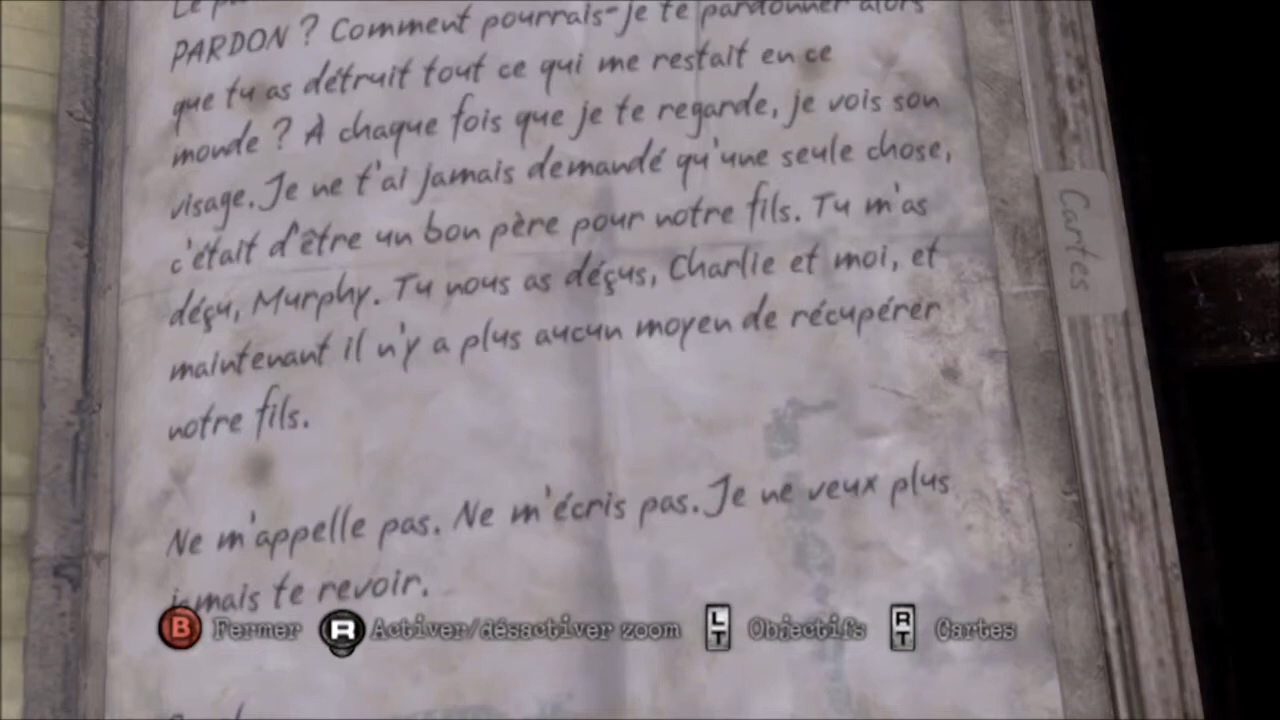 PARDON ? Comment pourrais-je te pardonner alors
que tu as détruit tout ce qui me restait en ce
monde ? À chaque fois que je te regarde, je vois son
visage. Je ne t'ai jamais demandé qu'une seule chose,
c'était d'être un bon père pour notre fils. Tu m'as
déçu, Murphy. Tu nous as déçus, Charlie et moi, et
maintenant il n'y a plus aucun moyen de récupérer
notre fils.
Ne m'appelle pas. Ne m'écris pas. Je ne veux plus
jamais te revoir.
B Fermer R Activer/désactiver zoom LT Objectifs RT Cartes
Cartes